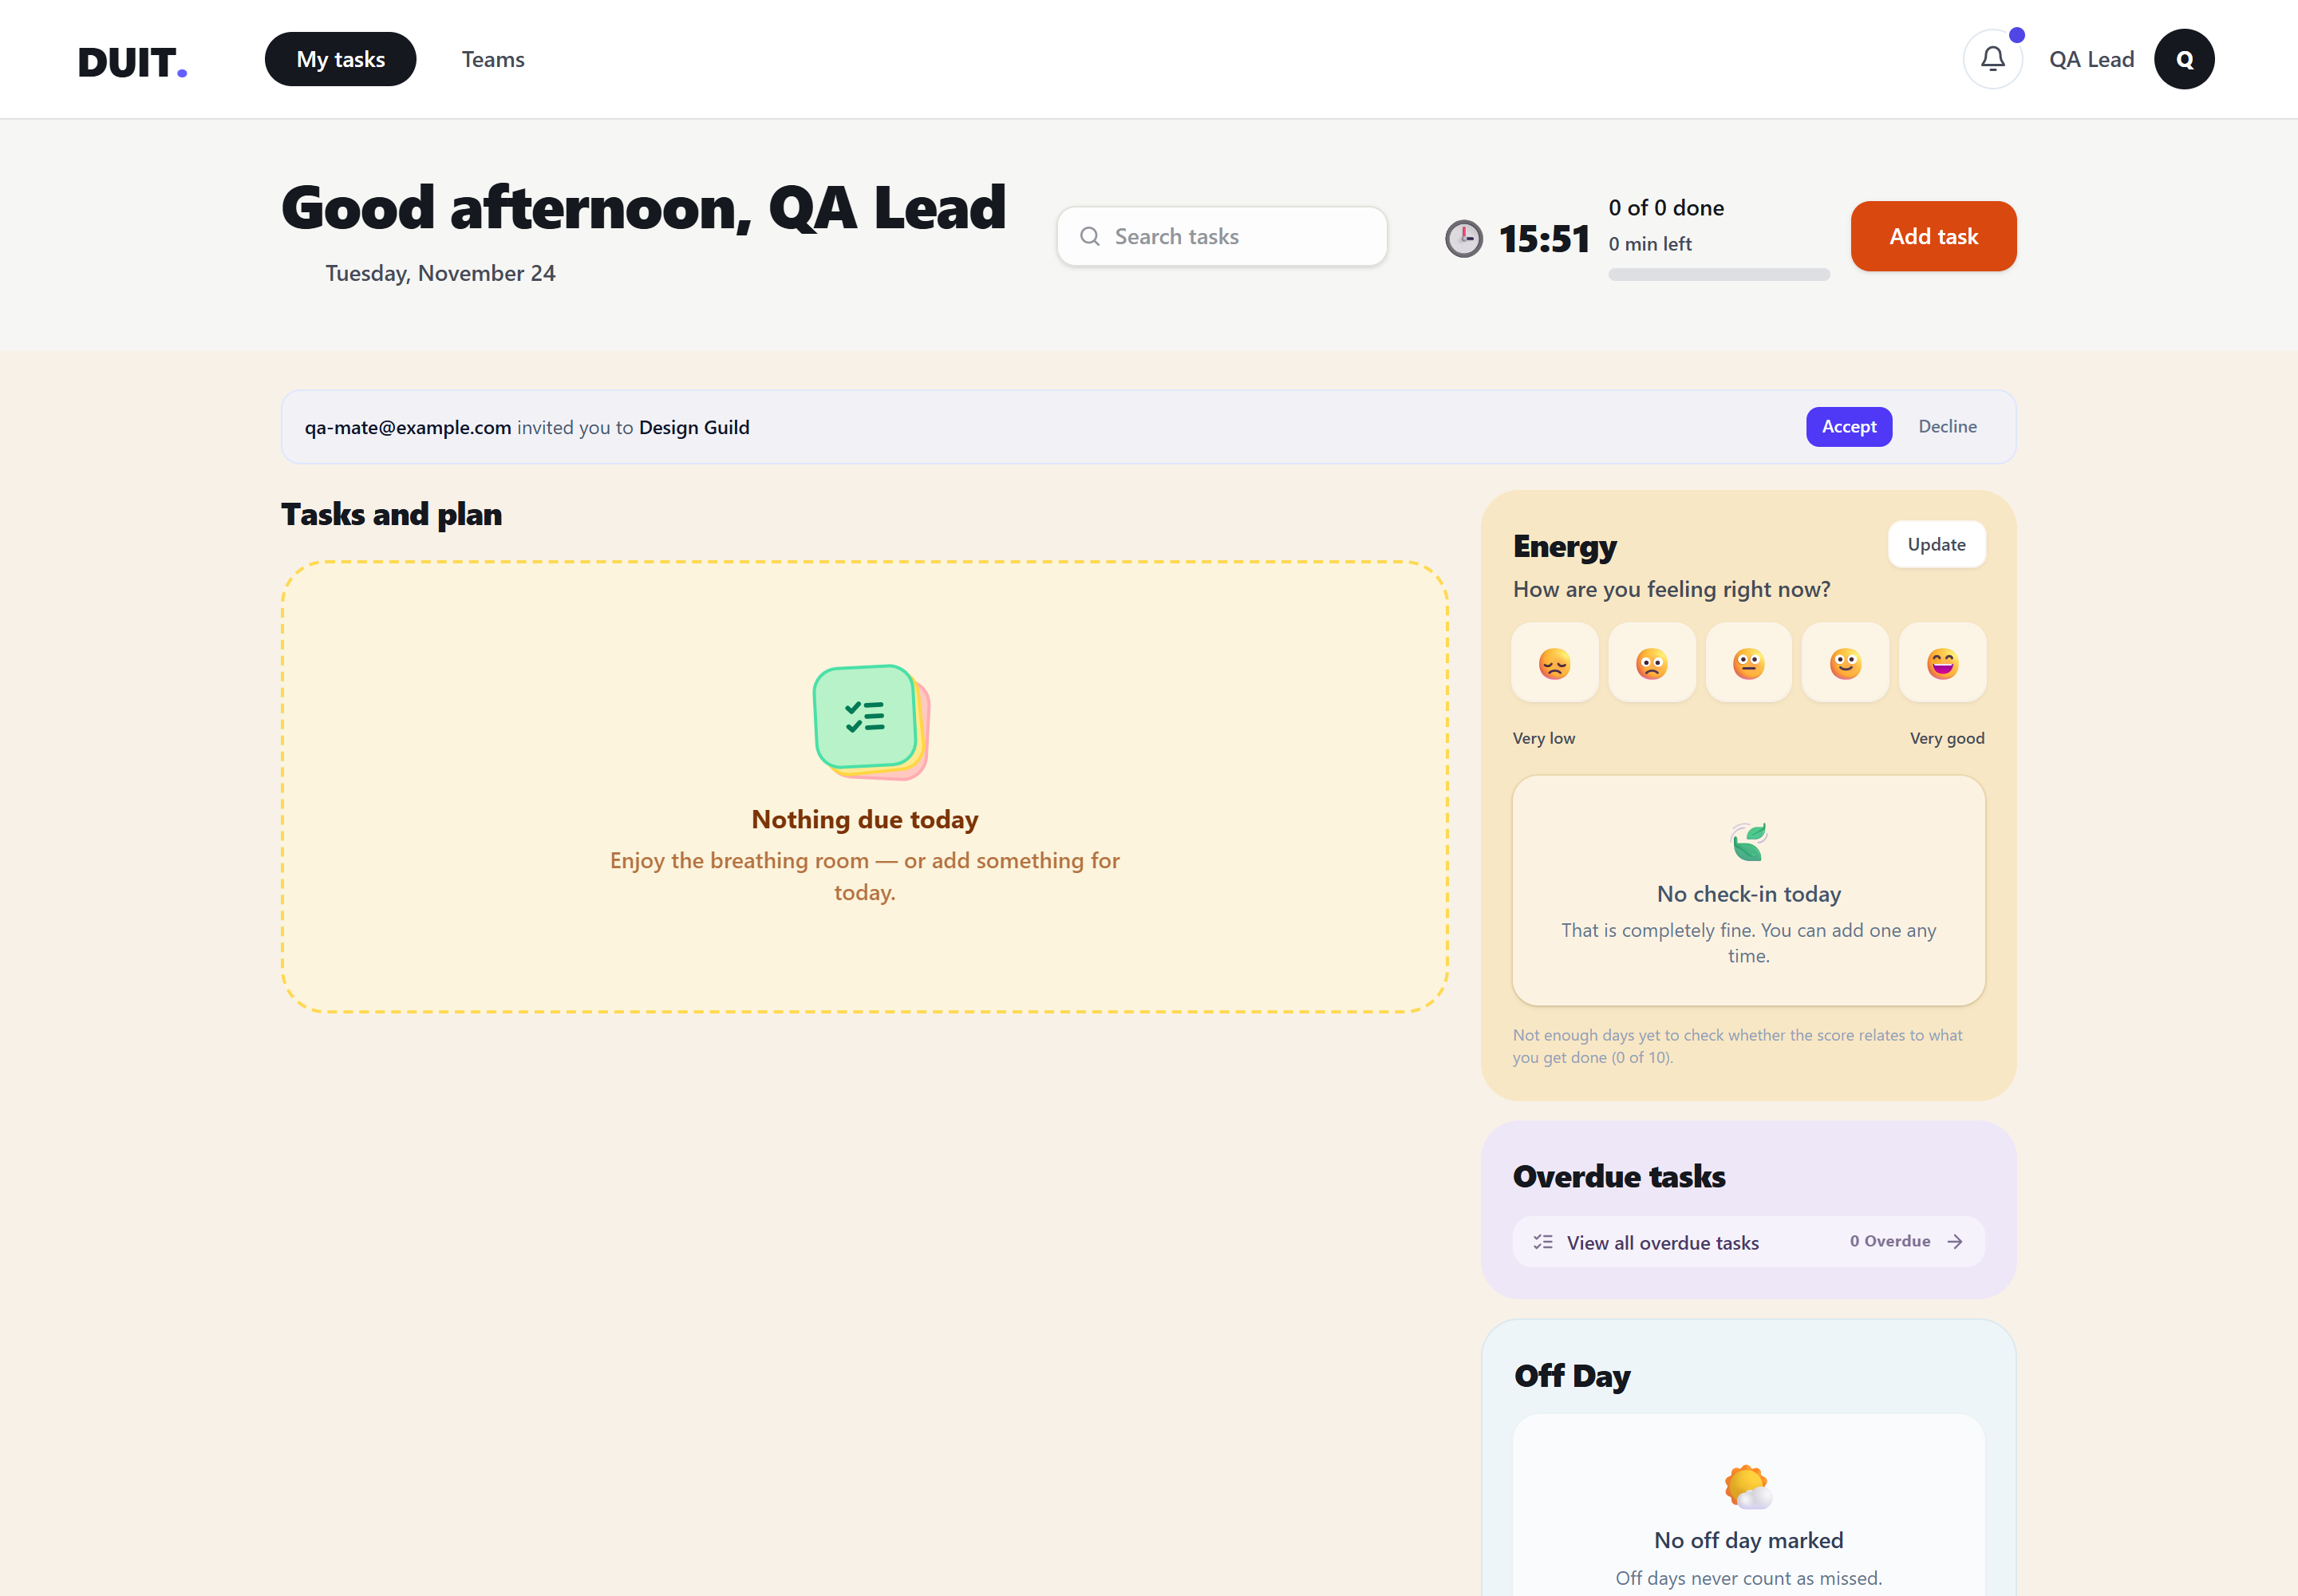 DUIT.
My tasks
Teams
QA Lead
Q
Good afternoon, QA Lead
Tuesday, November 24
Search tasks
15:51
0 of 0 done
0 min left
Add task
qa-mate@example.com invited you to Design Guild
Accept
Decline
Tasks and plan
Nothing due today
Enjoy the breathing room — or add something for
today.
Energy
Update
How are you feeling right now?
Very low
Very good
No check-in today
That is completely fine. You can add one any
time.
Not enough days yet to check whether the score relates to what
you get done (0 of 10).
Overdue tasks
View all overdue tasks
0 Overdue
Off Day
No off day marked
Off days never count as missed.